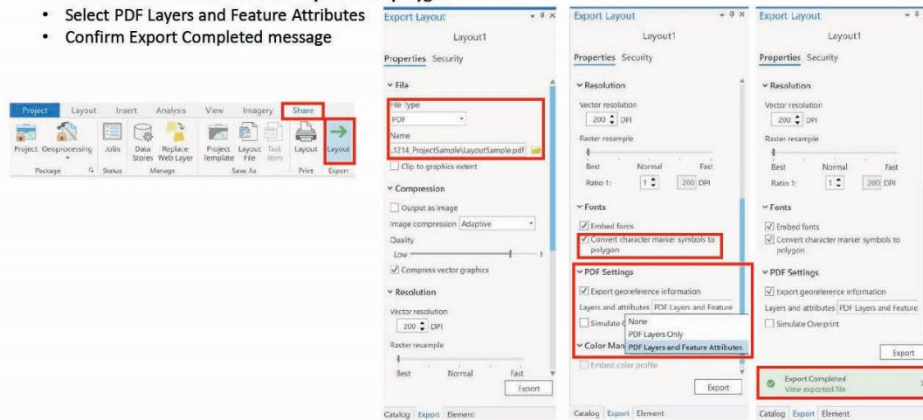 • Select PDF Layers and Feature Attributes
• Confirm Export Completed message
Project Layout Insert Analysis View Imagery Share
Project Geoprocessing Jobs Data Stores Replace Web Layer Project Template Layout File Task Item Layout Layout
Package Status Manage Save As Print Export
Export Layout
Layout1
Properties Security
File
File Type
PDF
Name
.1214_ProjectSample\LayoutSample.pdf
Clip to graphics extent
Compression
Output as image
Image compression Adaptive
Quality
Low
Compress vector graphics
Resolution
Vector resolution
200 DPI
Raster resample
Best Normal Fast
Export
Catalog Export Element
Export Layout
Layout1
Properties Security
Resolution
Vector resolution
200 DPI
Raster resample
Best Normal Fast
Ratio 1: 1 200 DPI
Fonts
Embed fonts
Convert character marker symbols to
polygon
PDF Settings
Export georeference information
Layers and attributes PDF Layers and Feature
Simulate
None
PDF Layers Only
Color Man
PDF Layers and Feature Attributes
Embed color profile
Export
Catalog Export Element
Export Layout
Layout1
Properties Security
Resolution
Vector resolution
200 DPI
Raster resample
Best Normal Fast
Ratio 1: 1 200 DPI
Fonts
Embed fonts
Convert character marker symbols to
polygon
PDF Settings
Export georeference information
Layers and attributes PDF Layers and Feature
Simulate Overprint
Export
Export Completed
View exported file
Catalog Export Element